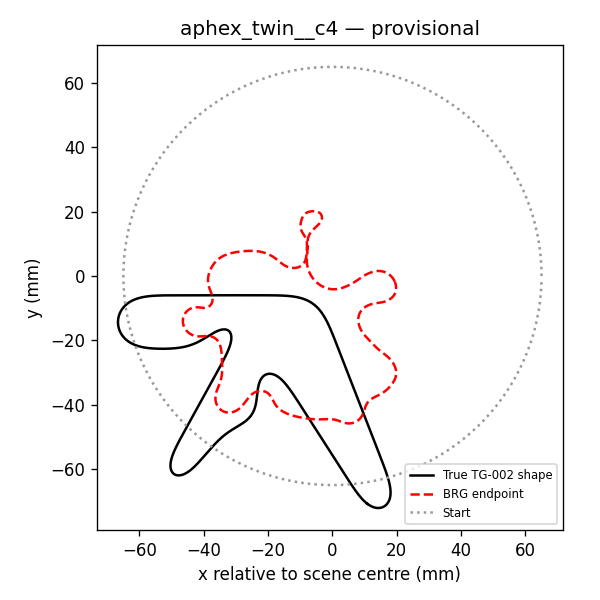 aphex_twin__c4 — provisional
60
40
20
0
−20
−40
−60
y (mm)
−60 −40 −20 0 20 40 60
x relative to scene centre (mm)
True TG-002 shape
BRG endpoint
Start